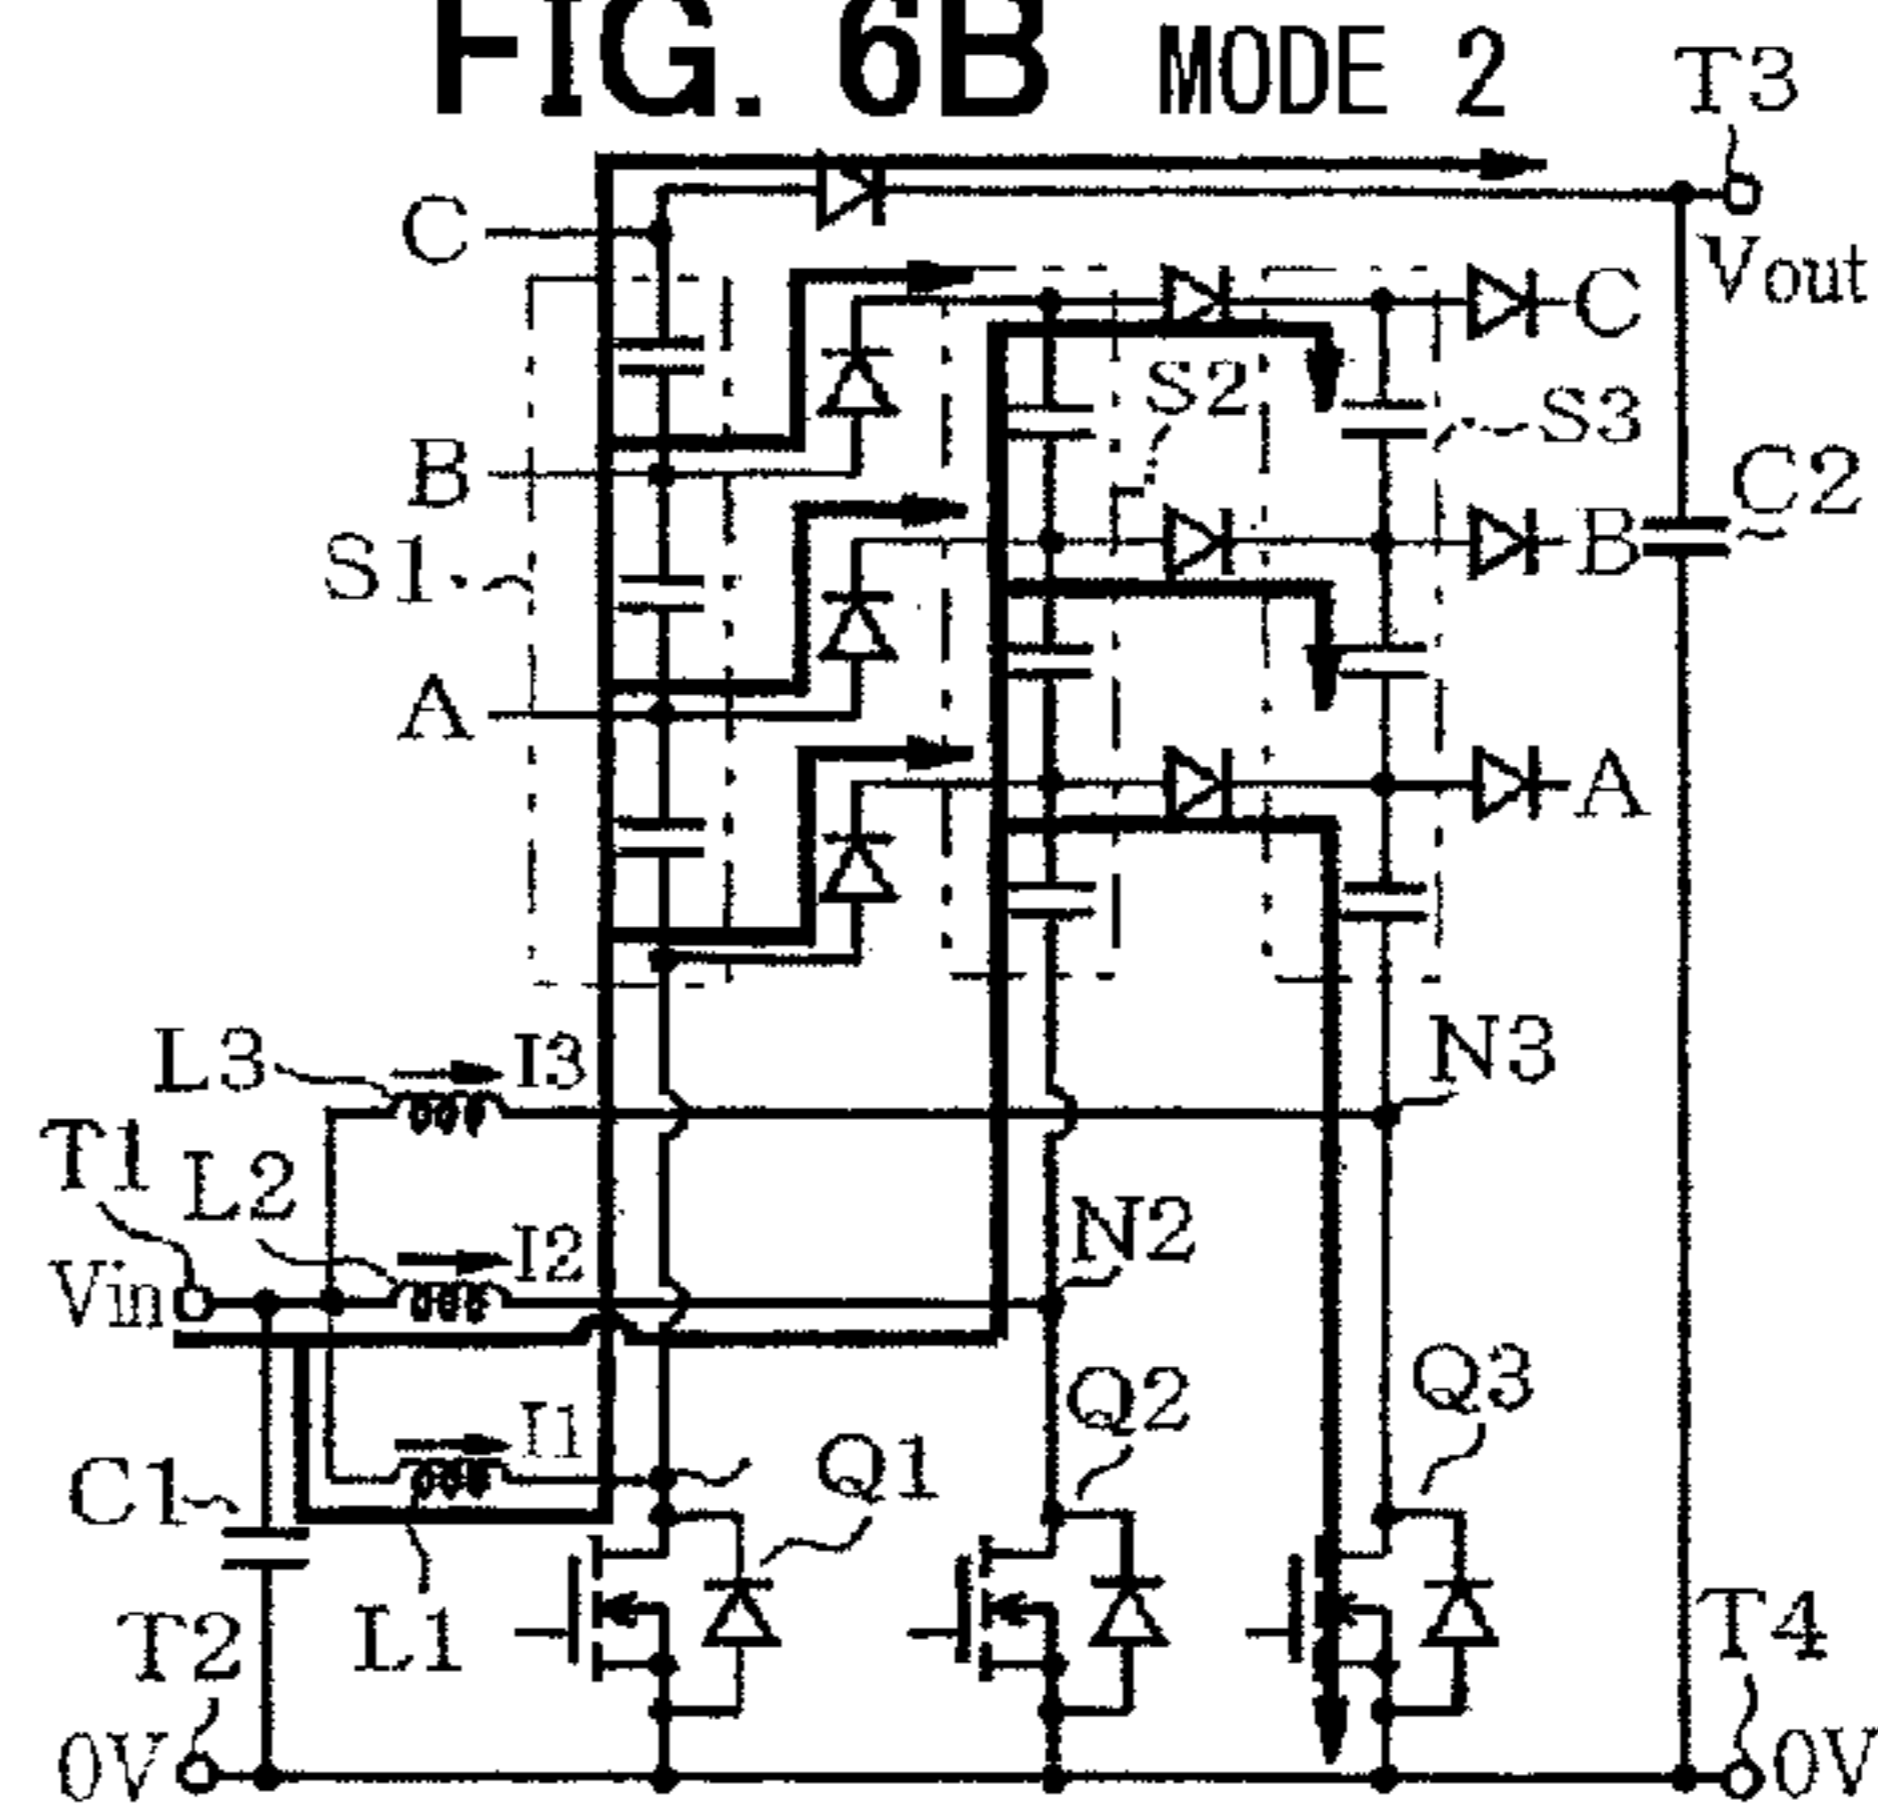 FIG. 6B MODE 2
T3
C
Vout
C
S2
S3
B
C2
S1
B
A
A
L3
I3
N3
T1
L2
I2
N2
Vin
Q3
Q2
I1
C1
Q1
L1
T2
T4
0V
0V